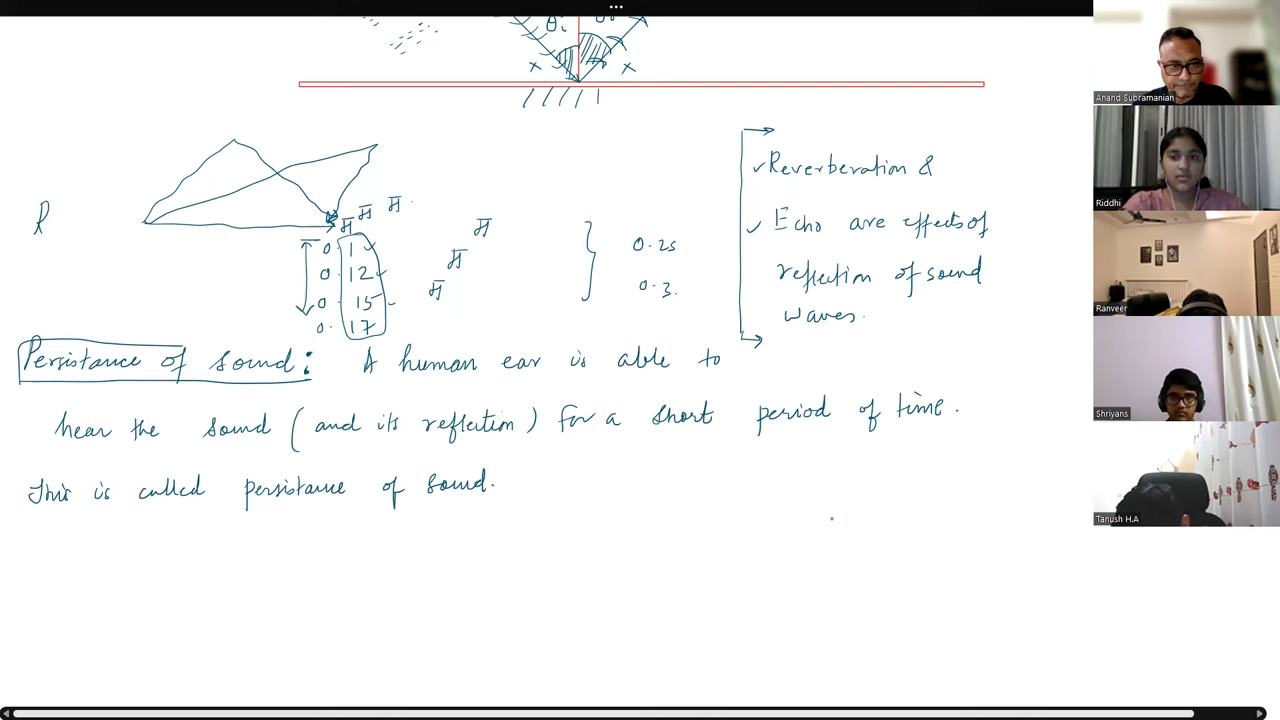 θi
Reverberation &
R
Echo are effects of
0.1
0.2s
0.12
reflection of sound
0.15
0.3
waves.
0.17
Persistance of sound: A human ear is able to
hear the sound (and its reflection) for a short period of time.
This is called persistance of sound.
Anand Subramanian
Riddhi
Ranveer
Shriyans
Tanush H.A